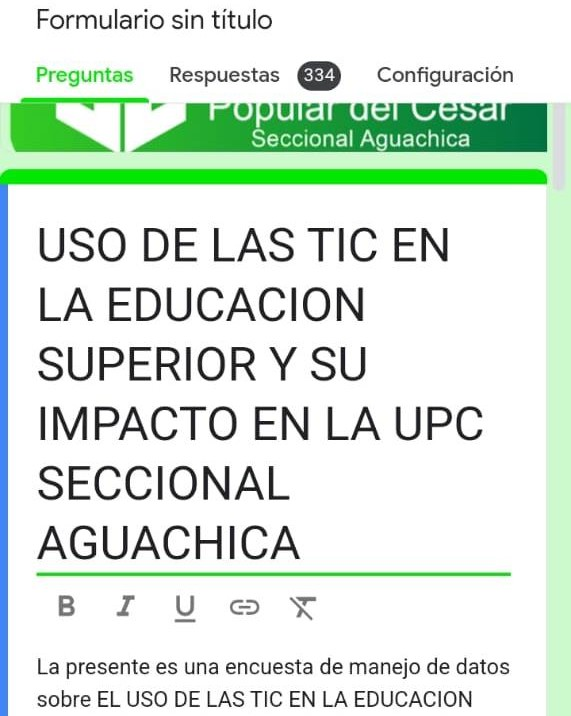 Formulario sin título
Preguntas Respuestas 334 Configuración
Popular del Cesar
Seccional Aguachica
USO DE LAS TIC EN
LA EDUCACION
SUPERIOR Y SU
IMPACTO EN LA UPC
SECCIONAL
AGUACHICA
B I U
La presente es una encuesta de manejo de datos
sobre EL USO DE LAS TIC EN LA EDUCACION